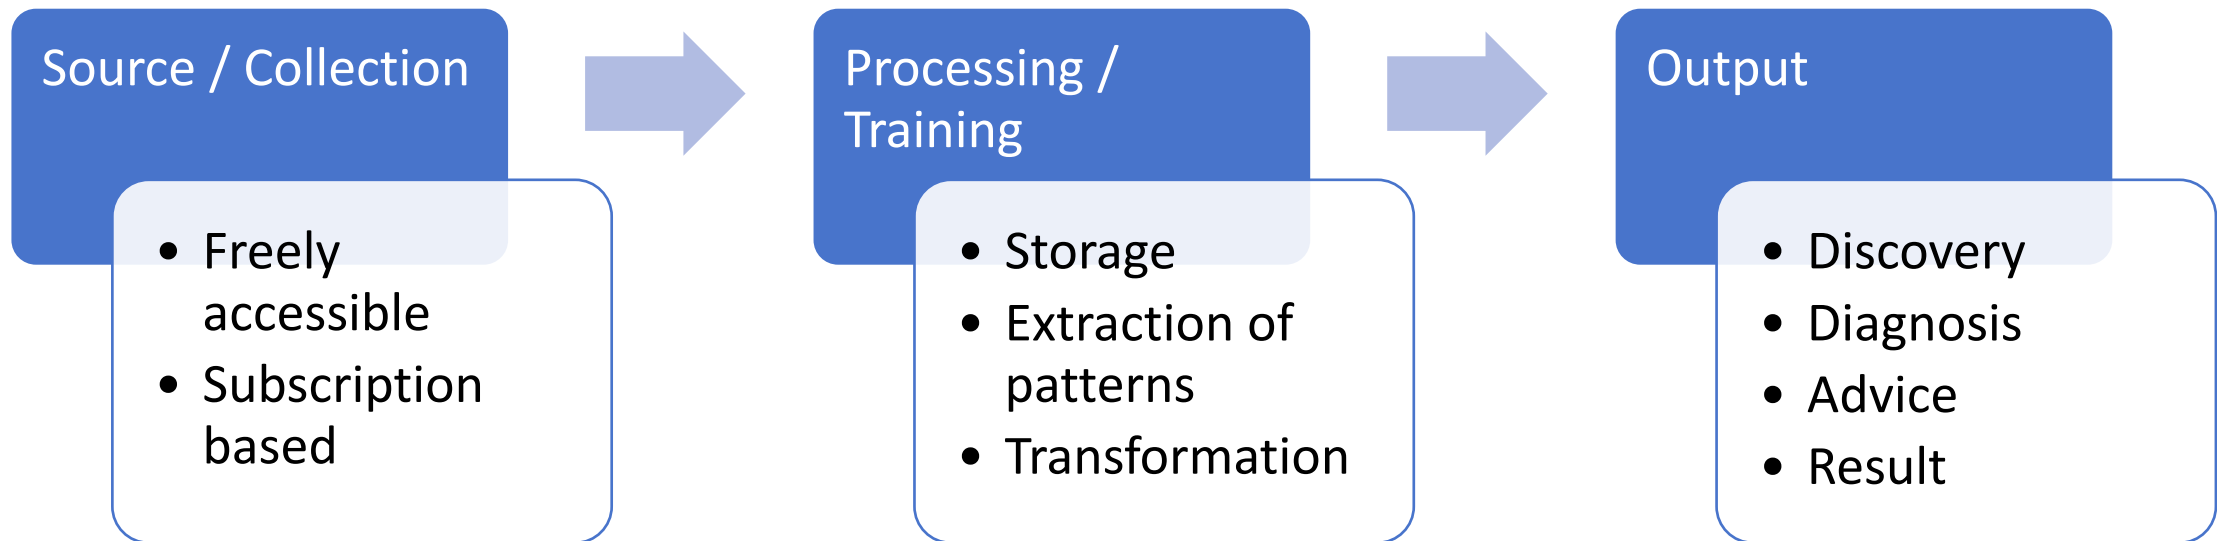 Source / Collection
• Freely
accessible
• Subscription
based
Processing /
Training
• Storage
• Extraction of
patterns
• Transformation
Output
• Discovery
• Diagnosis
• Advice
• Result